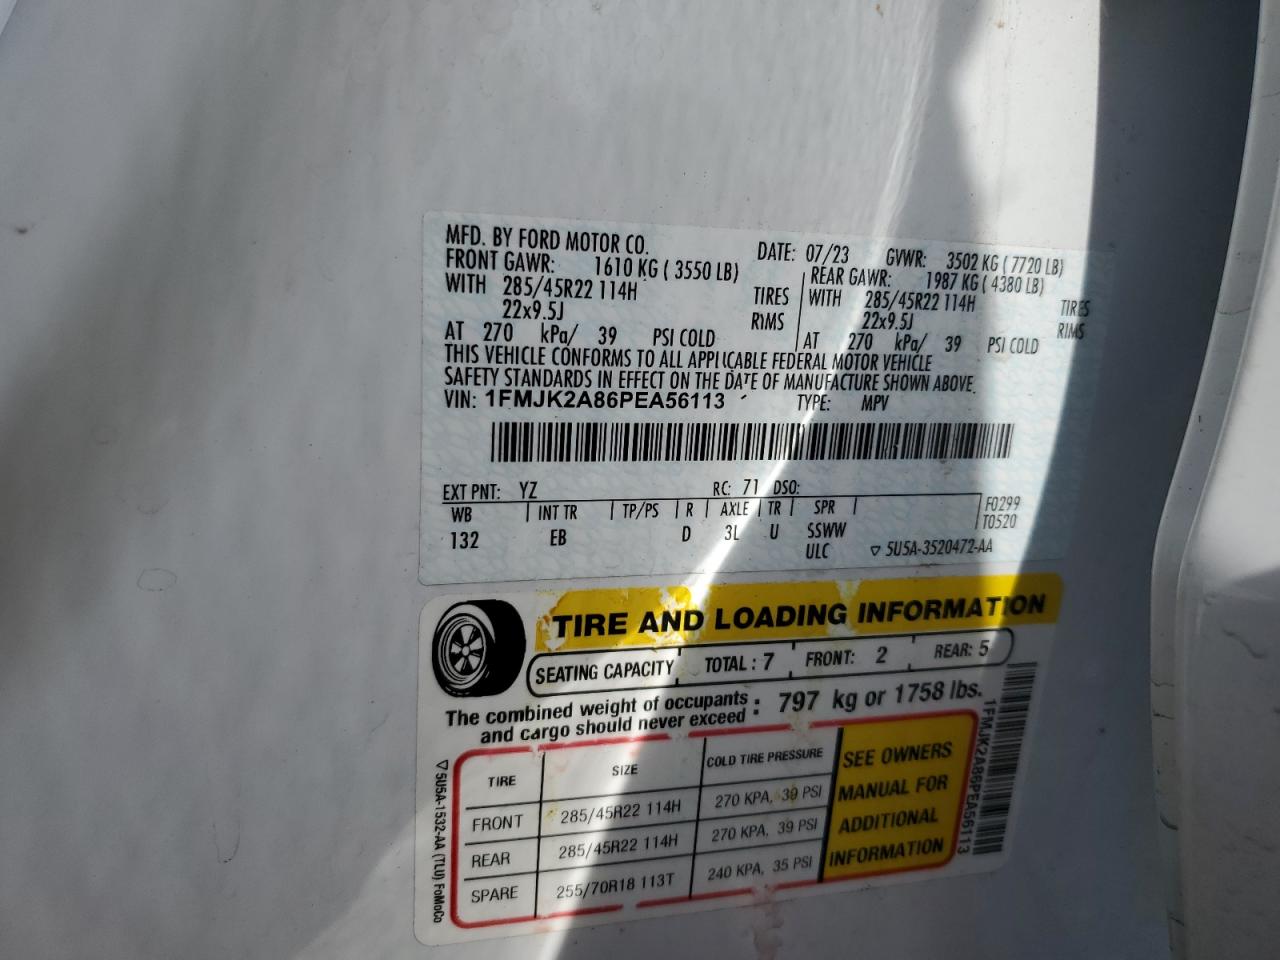 MFD. BY FORD MOTOR CO. DATE: 07/23 GVWR: 3502 KG ( 7720 LB)
FRONT GAWR: 1610 KG ( 3550 LB) REAR GAWR: 1987 KG ( 4380 LB)
WITH 285/45R22 114H TIRES WITH 285/45R22 114H TIRES
22x9.5J RIMS 22x9.5J RIMS
AT 270 kPa/ 39 PSI COLD AT 270 kPa/ 39 PSI COLD
THIS VEHICLE CONFORMS TO ALL APPLICABLE FEDERAL MOTOR VEHICLE
SAFETY STANDARDS IN EFFECT ON THE DATE OF MANUFACTURE SHOWN ABOVE.
VIN: 1FMJK2A86PEA56113 TYPE: MPV
EXT PNT: YZ RC: 71 DSO:
WB INT TR TP/PS R AXLE TR SPR F0299
132 EB D 3L U SSWW T0520
ULC 5U5A-3520472-AA
TIRE AND LOADING INFORMATION
SEATING CAPACITY TOTAL : 7 FRONT: 2 REAR: 5
The combined weight of occupants and cargo should never exceed : 797 kg or 1758 lbs.
TIRE SIZE COLD TIRE PRESSURE
FRONT 285/45R22 114H 270 KPA, 39 PSI
REAR 285/45R22 114H 270 KPA, 39 PSI
SPARE 255/70R18 113T 240 KPA, 35 PSI
SEE OWNERS
MANUAL FOR
ADDITIONAL
INFORMATION
1FMJK2A86PEA56113
5U5A-1532-AA (TLU) FoMoCo